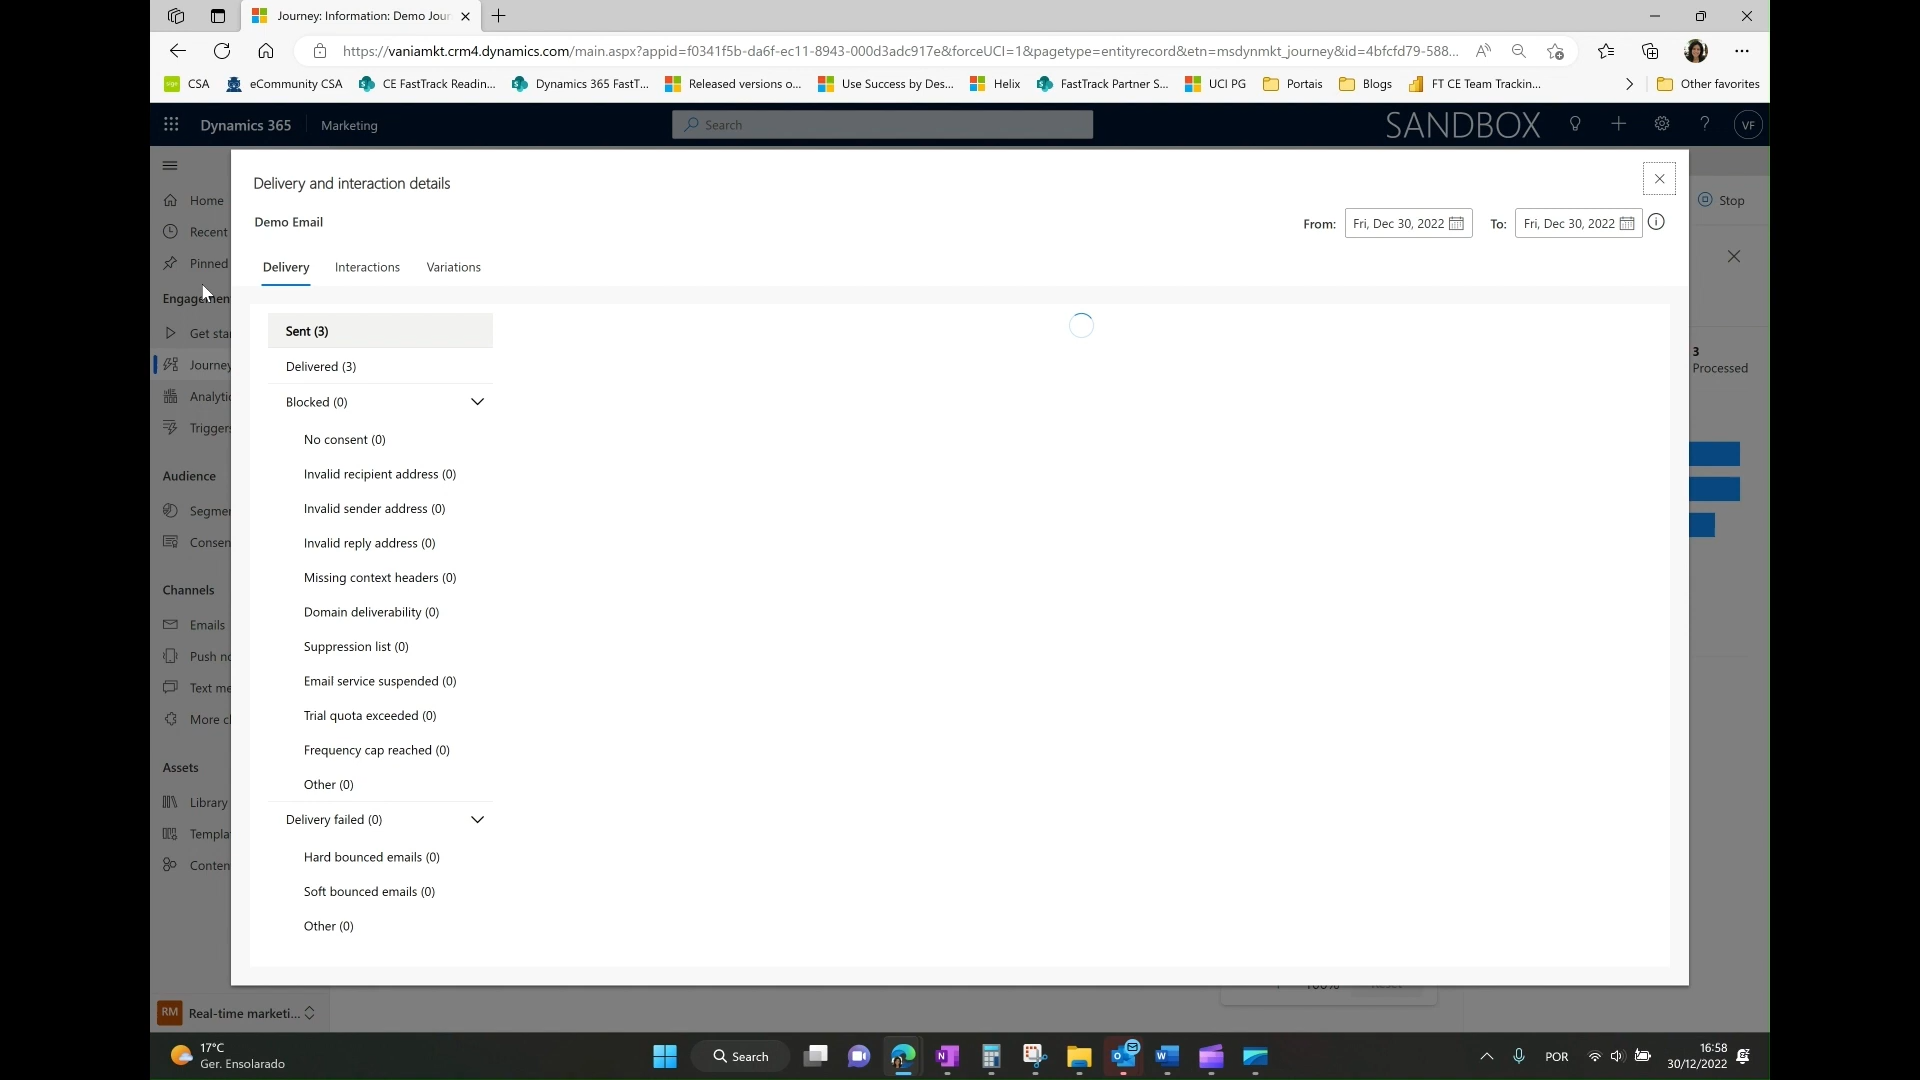 Journey: Information: Demo Jour
https://vaniamkt.crm4.dynamics.com/main.aspx?appid=f0341f5b-da6f-ec11-8943-000d3adc917e&forceUCI=1&pagetype=entityrecord&etn=msdynmkt_journey&id=4bfcfd79-588...
CSA
eCommunity CSA
CE FastTrack Readin...
Dynamics 365 FastT...
Released versions o...
Use Success by Des...
Helix
FastTrack Partner S...
UCI PG
Portais
Blogs
FT CE Team Trackin...
Other favorites
Dynamics 365
Marketing
Search
SANDBOX
VF
Delivery and interaction details
Demo Email
From: Fri, Dec 30, 2022
To: Fri, Dec 30, 2022
Delivery
Interactions
Variations
Sent (3)
Delivered (3)
Blocked (0)
No consent (0)
Invalid recipient address (0)
Invalid sender address (0)
Invalid reply address (0)
Missing context headers (0)
Domain deliverability (0)
Suppression list (0)
Email service suspended (0)
Trial quota exceeded (0)
Frequency cap reached (0)
Other (0)
Delivery failed (0)
Hard bounced emails (0)
Soft bounced emails (0)
Other (0)
Home
Recent
Pinned
Engagemen
Get sta
Journey
Analytic
Triggers
Audience
Segmen
Consen
Channels
Emails
Push no
Text me
More cl
Assets
Library
Templa
Conten
RM
Real-time marketi...
Stop
3
Processed
100%
17°C
Ger. Ensolarado
Search
POR
16:58
30/12/2022